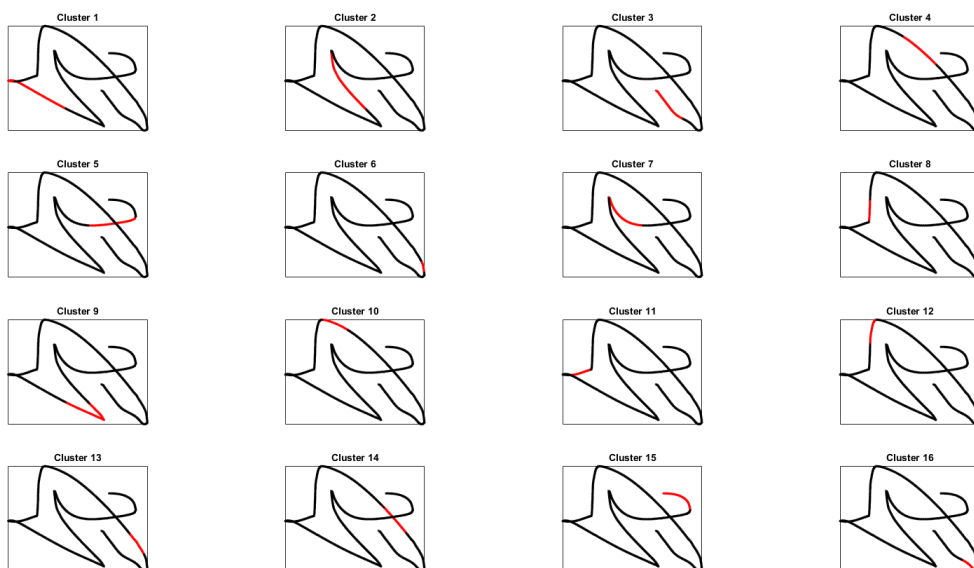 Cluster 1
Cluster 2
Cluster 3
Cluster 4
Cluster 5
Cluster 6
Cluster 7
Cluster 8
Cluster 9
Cluster 10
Cluster 11
Cluster 12
Cluster 13
Cluster 14
Cluster 15
Cluster 16